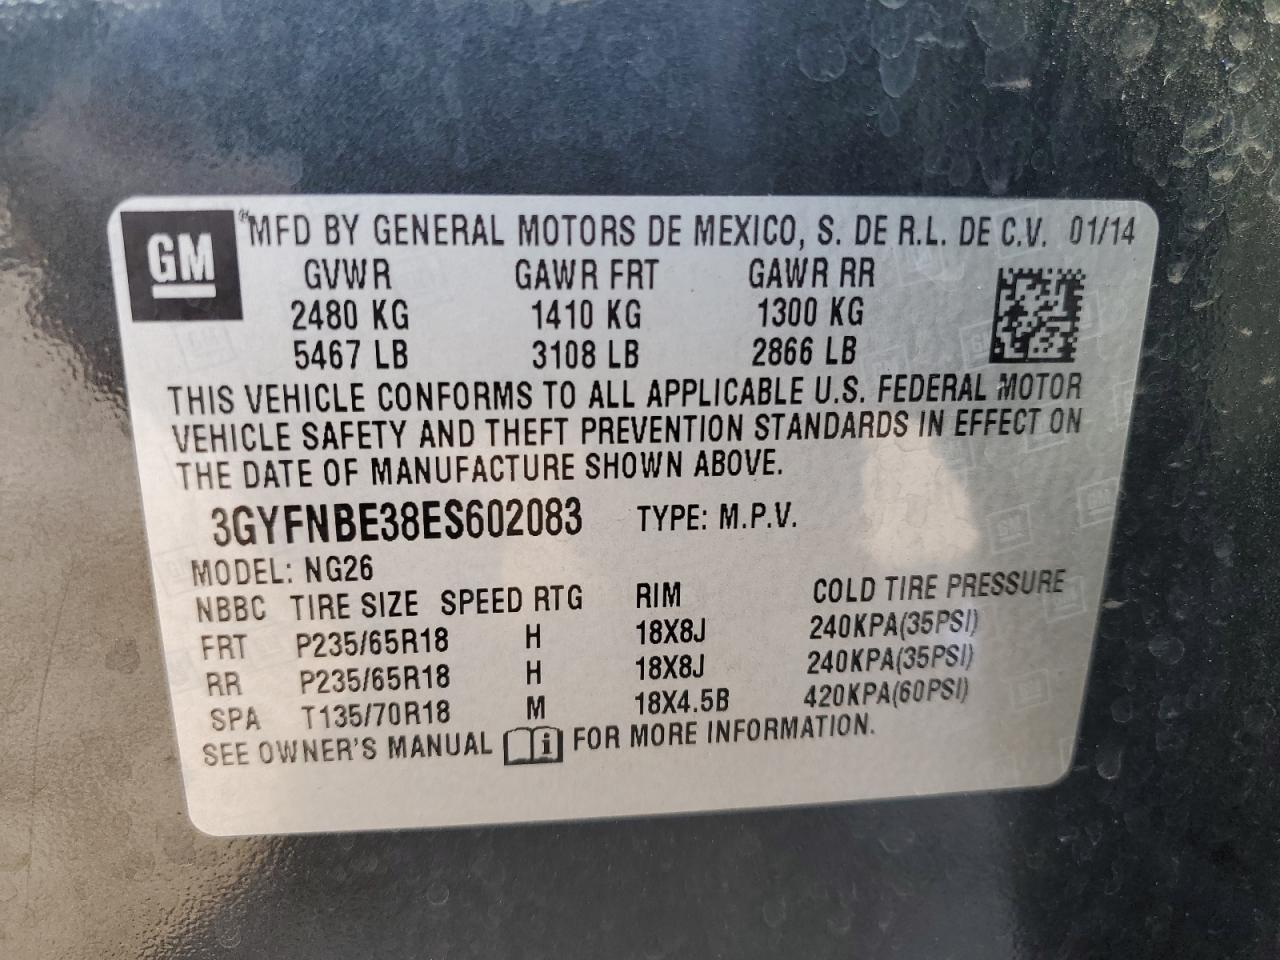 GM
MFD BY GENERAL MOTORS DE MEXICO, S. DE R.L. DE C.V. 01/14
GVWR GAWR FRT GAWR RR
2480 KG 1410 KG 1300 KG
5467 LB 3108 LB 2866 LB
THIS VEHICLE CONFORMS TO ALL APPLICABLE U.S. FEDERAL MOTOR
VEHICLE SAFETY AND THEFT PREVENTION STANDARDS IN EFFECT ON
THE DATE OF MANUFACTURE SHOWN ABOVE.
3GYFNBE38ES602083 TYPE: M.P.V.
MODEL: NG26
NBBC TIRE SIZE SPEED RTG RIM COLD TIRE PRESSURE
FRT P235/65R18 H 18X8J 240KPA(35PSI)
RR P235/65R18 H 18X8J 240KPA(35PSI)
SPA T135/70R18 M 18X4.5B 420KPA(60PSI)
SEE OWNER'S MANUAL i FOR MORE INFORMATION.